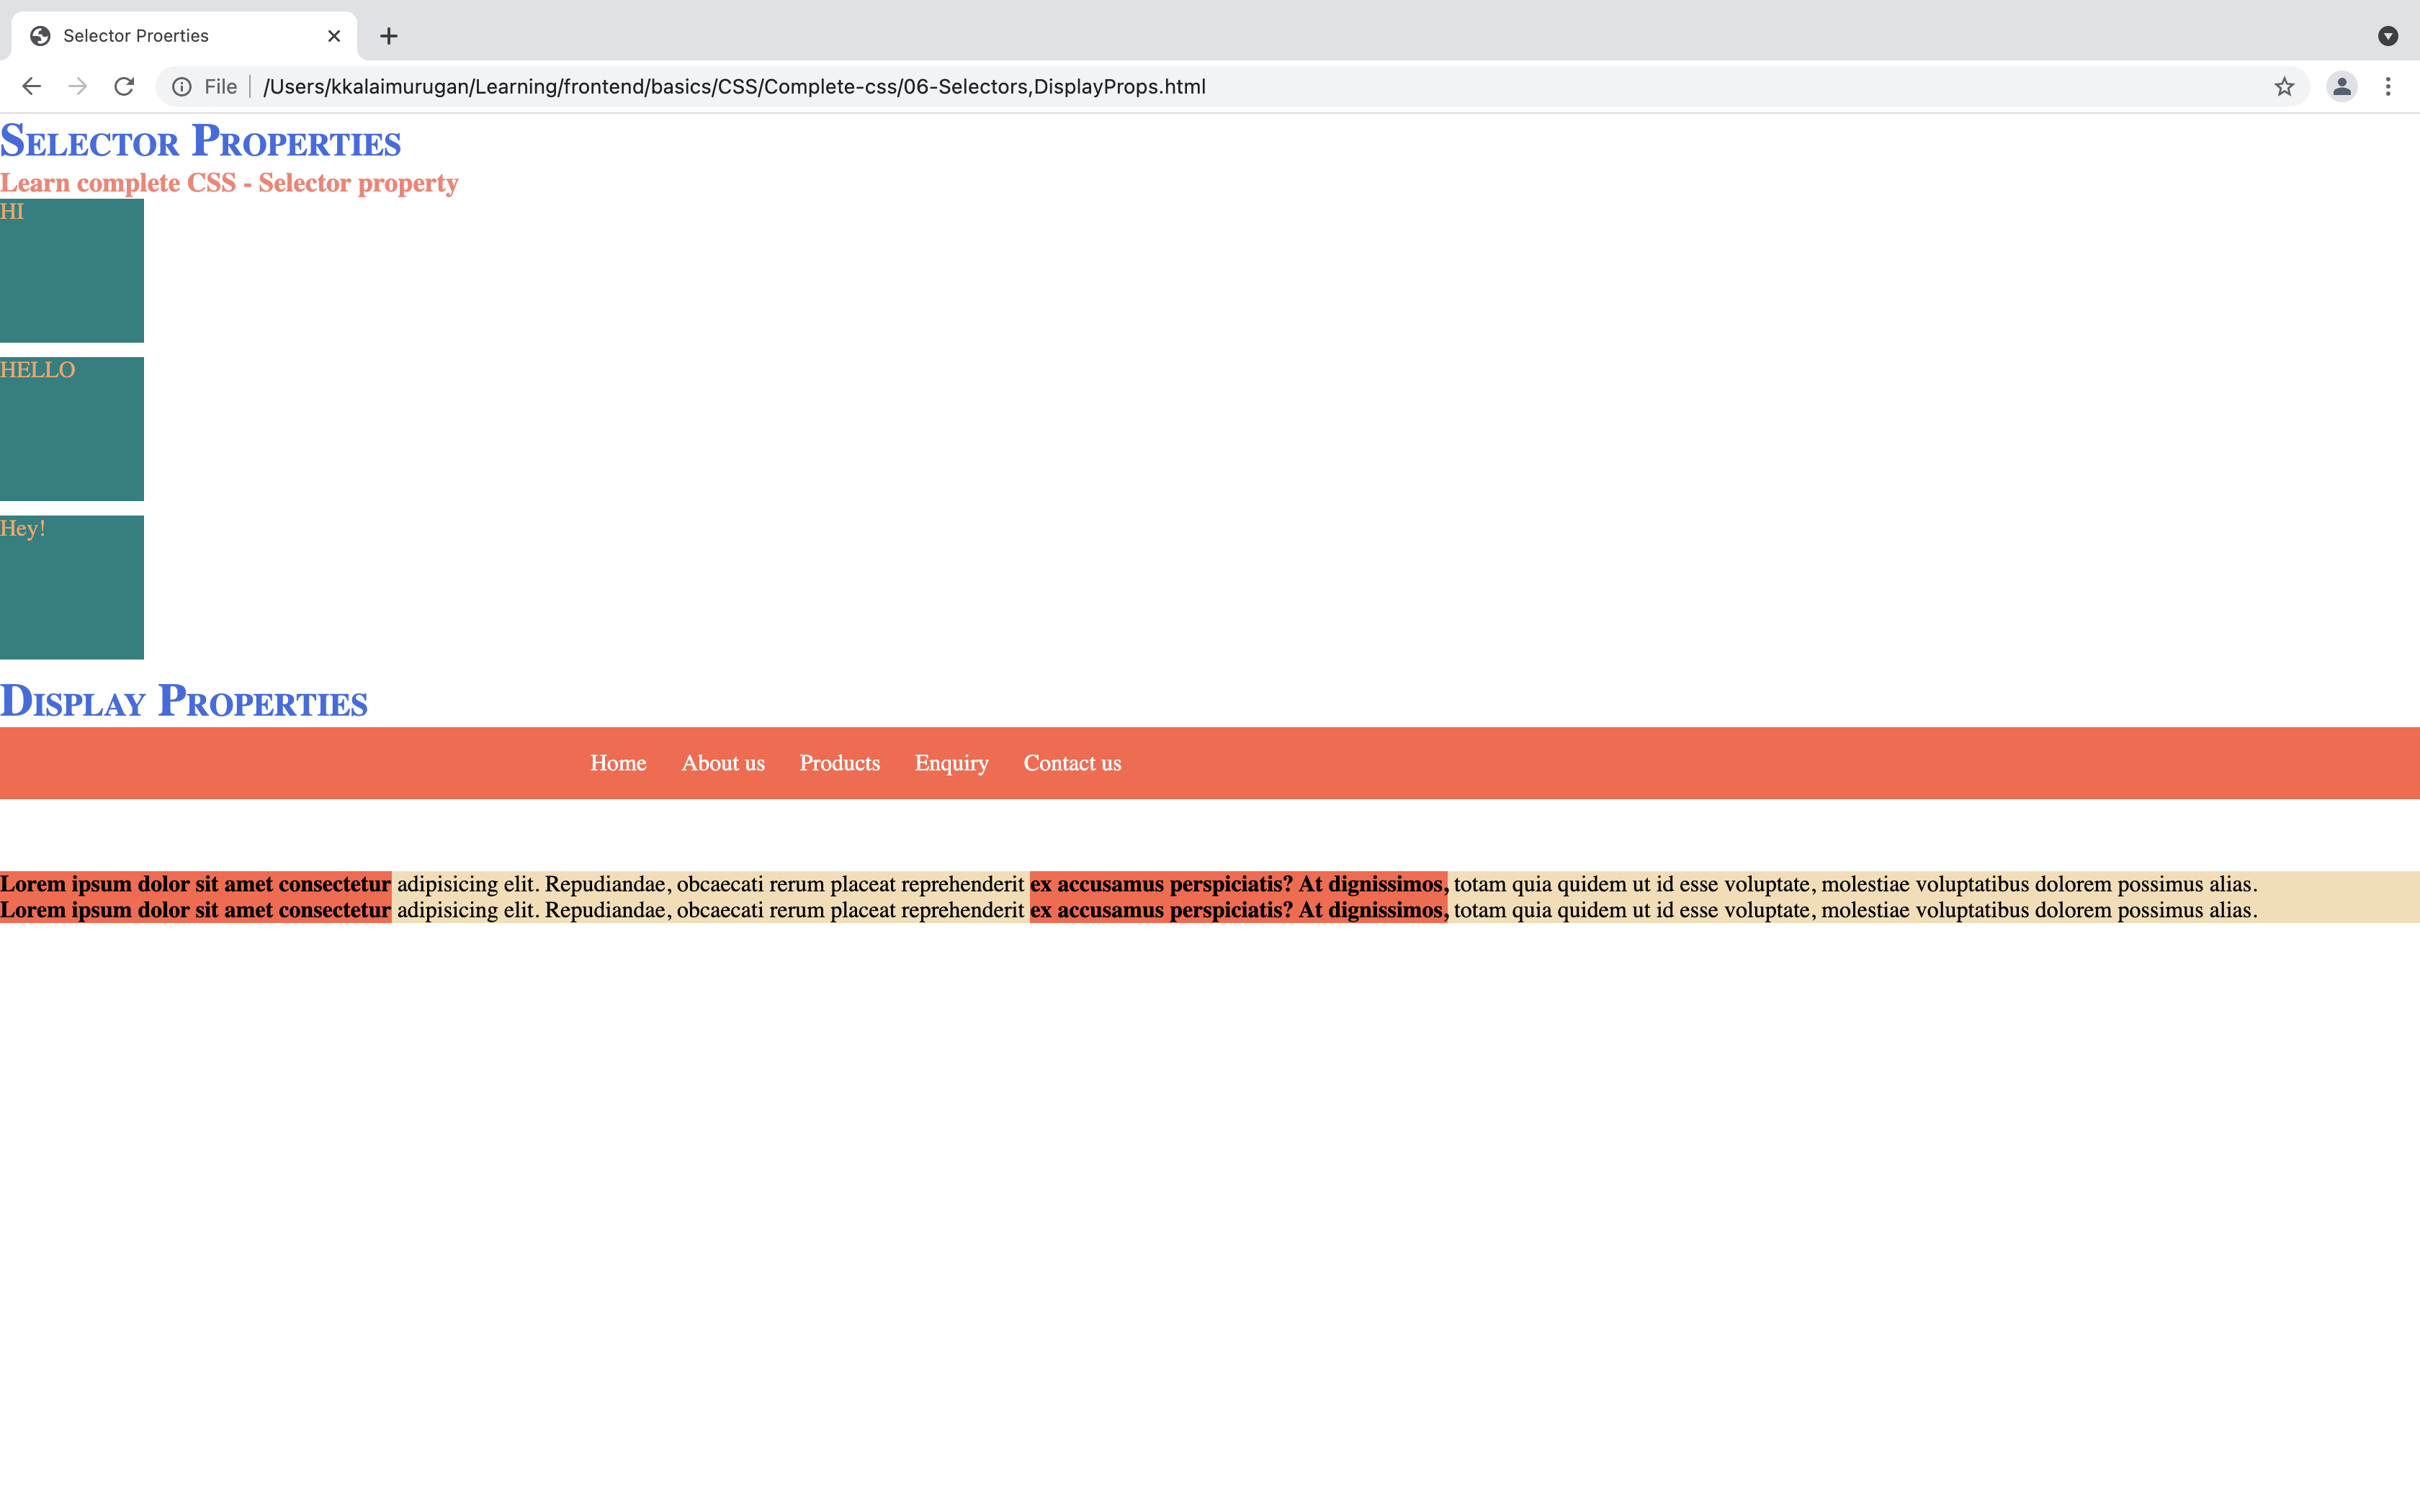 Selector Proerties
File /Users/kkalaimurugan/Learning/frontend/basics/CSS/Complete-css/06-Selectors,DisplayProps.html
Selector Properties
Learn complete CSS - Selector property
HI
HELLO
Hey!
Display Properties
Home About us Products Enquiry Contact us
Lorem ipsum dolor sit amet consectetur adipisicing elit. Repudiandae, obcaecati rerum placeat reprehenderit ex accusamus perspiciatis? At dignissimos, totam quia quidem ut id esse voluptate, molestiae voluptatibus dolorem possimus alias.
Lorem ipsum dolor sit amet consectetur adipisicing elit. Repudiandae, obcaecati rerum placeat reprehenderit ex accusamus perspiciatis? At dignissimos, totam quia quidem ut id esse voluptate, molestiae voluptatibus dolorem possimus alias.